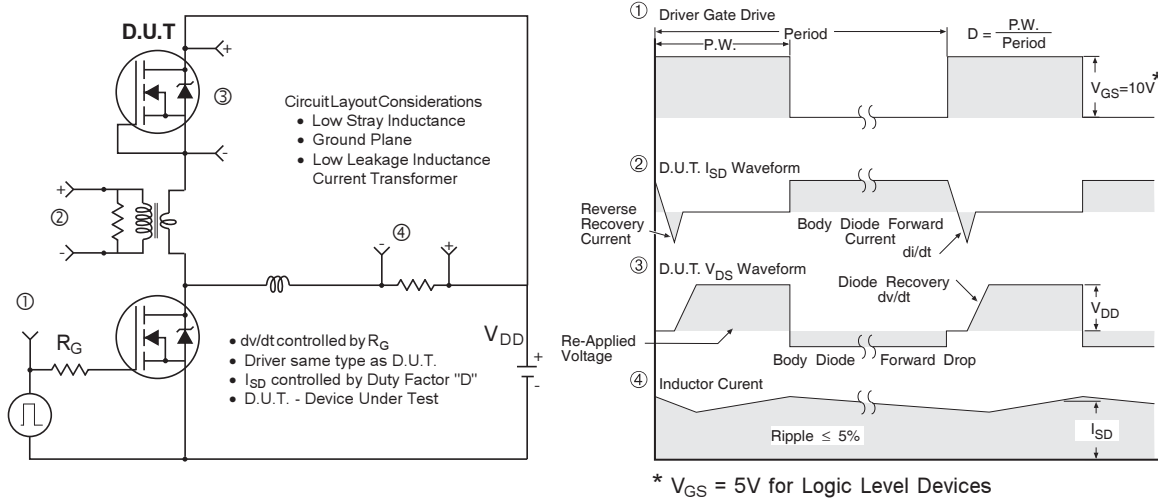 D.U.T
+
③
-
Circuit Layout Considerations
• Low Stray Inductance
• Ground Plane
• Low Leakage Inductance
Current Transformer
+
②
-
④
-
+
①
R_G
• dv/dt controlled by R_G
• Driver same type as D.U.T.
• I_SD controlled by Duty Factor "D"
• D.U.T. - Device Under Test
V_DD
+
-
① Driver Gate Drive
P.W.
Period
D = P.W. / Period
V_GS=10V*
② D.U.T. I_SD Waveform
Reverse
Recovery
Current
Body Diode Forward
Current
di/dt
③ D.U.T. V_DS Waveform
Diode Recovery
dv/dt
V_DD
Re-Applied
Voltage
Body Diode Forward Drop
④ Inductor Curent
Ripple ≤ 5%
I_SD
* V_GS = 5V for Logic Level Devices